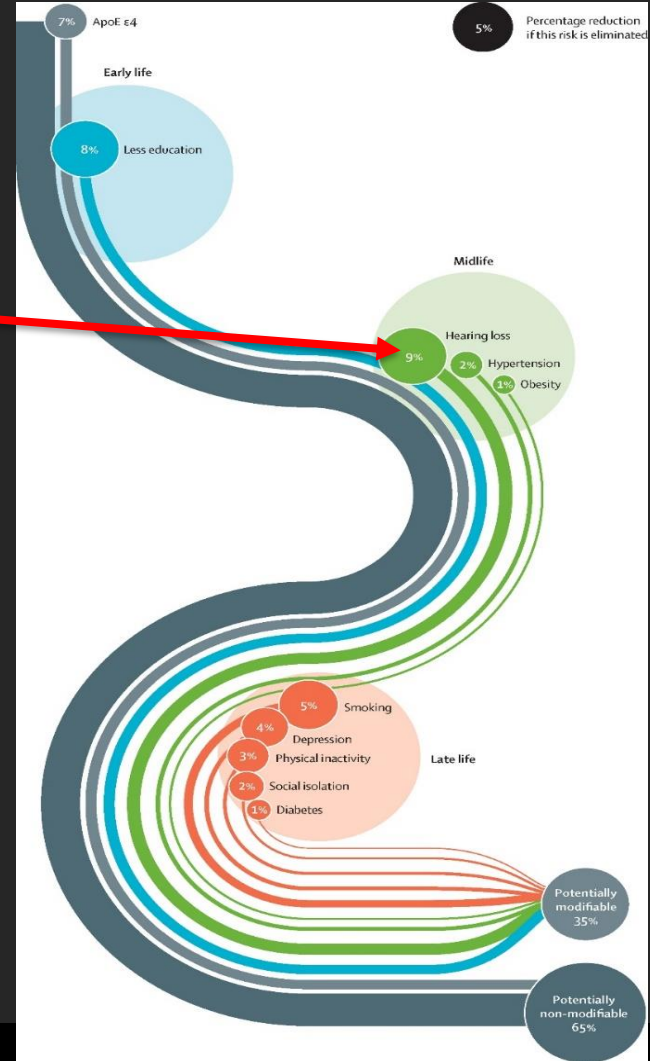 7%
ApoE ε4
5%
Percentage reduction
if this risk is eliminated
Early life
8%
Less education
Midlife
9%
Hearing loss
2%
Hypertension
1%
Obesity
5%
Smoking
4%
Depression
3%
Physical inactivity
Late life
2%
Social isolation
1%
Diabetes
Potentially
modifiable
35%
Potentially
non-modifiable
65%